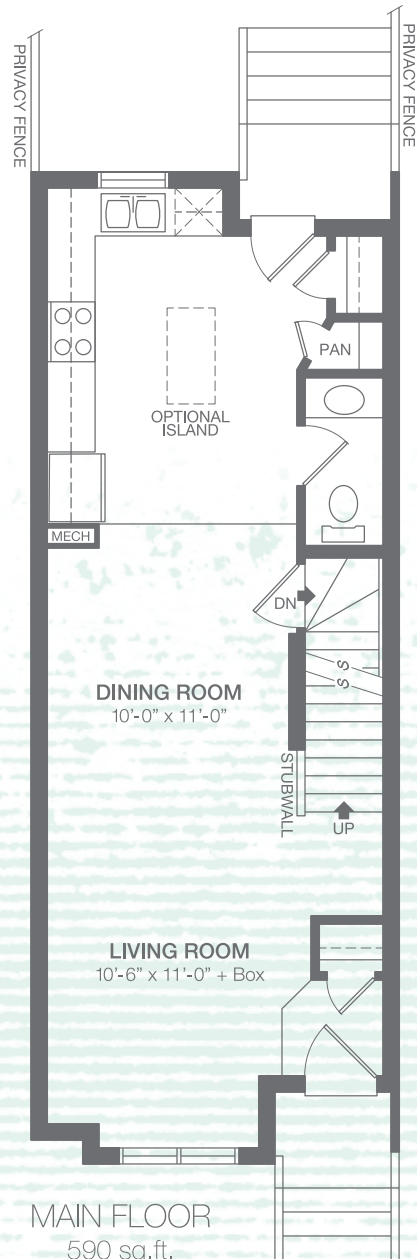 PRIVACY FENCE
PRIVACY FENCE
PAN
OPTIONAL
ISLAND
MECH
DN
DINING ROOM
10'-0" x 11'-0"
S S
STUBWALL
UP
LIVING ROOM
10'-6" x 11'-0" + Box
MAIN FLOOR
590 sq.ft.